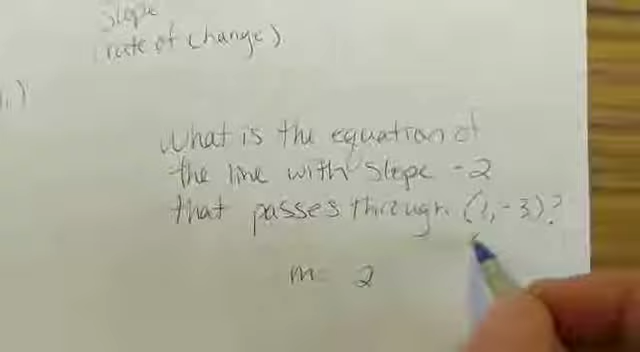 Slope
(rate of change)
What is the equation of
the line with slope -2
that passes through (1, -3)?
m= 2